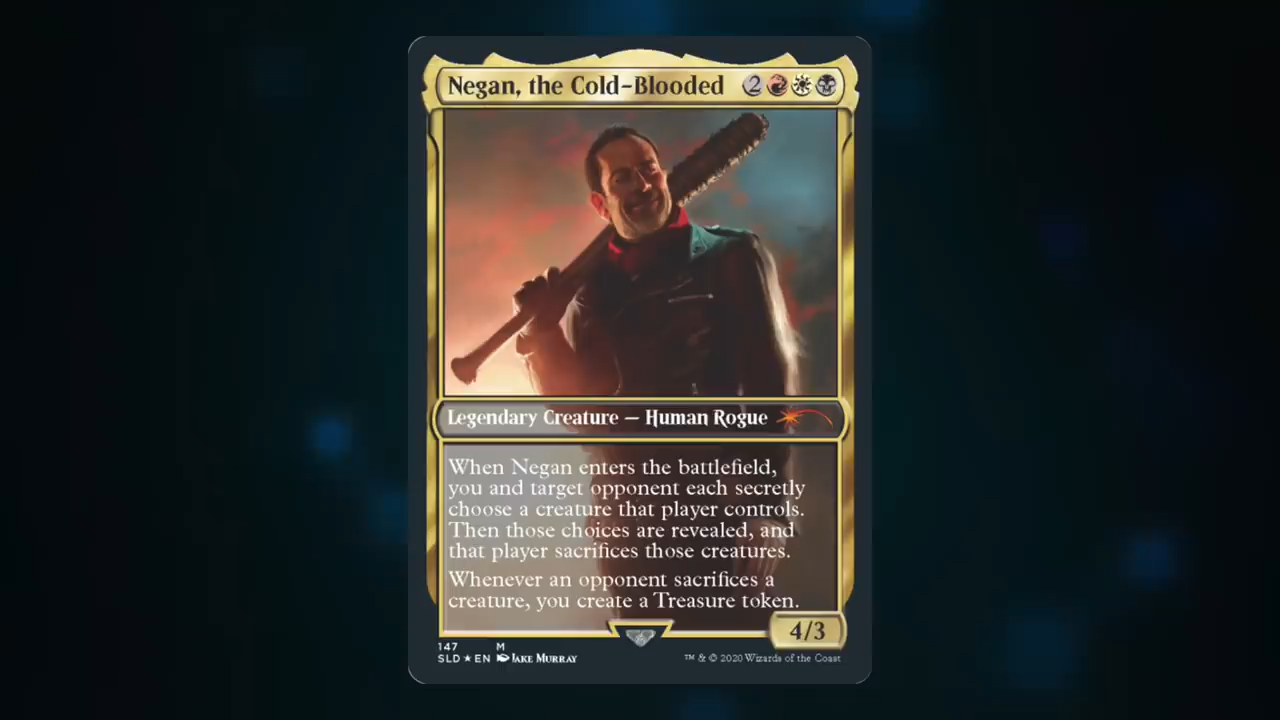 Negan, the Cold-Blooded 2
Legendary Creature — Human Rogue
When Negan enters the battlefield,
you and target opponent each secretly
choose a creature that player controls.
Then those choices are revealed, and
that player sacrifices those creatures.
Whenever an opponent sacrifices a
creature, you create a Treasure token.
4/3
147 M
SLD ★ EN JAKE MURRAY
™ & © 2020 Wizards of the Coast